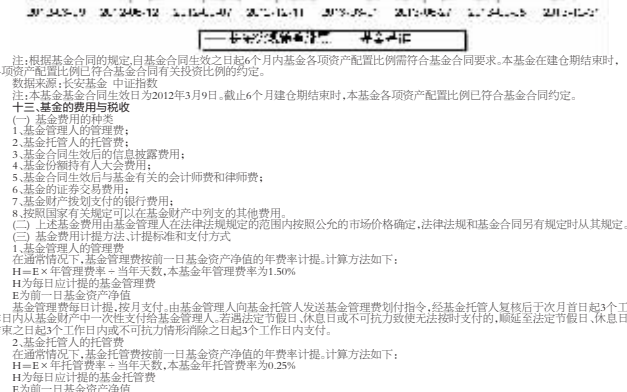 2012-03-09 2012-06-12 2012-09-07 2012-12-11 2013-03-21 2013-06-27 2013-12-31
注:根据基金合同的规定,自基金合同生效之日起6个月内基金各项资产配置比例需符合基金合同要求。本基金在建仓期结束时,
项资产配置比例已符合基金合同有关投资比例的约定。
数据来源:长安基金 中证指数
注:本基金基金合同生效日为2012年3月9日。截止6个月建仓期结束时,本基金各项资产配置比例已符合基金合同约定。
十三、基金的费用与税收
(一) 基金费用的种类
1、基金管理人的管理费;
2、基金托管人的托管费;
3、基金合同生效后的信息披露费用;
4、基金份额持有人大会费用;
5、基金合同生效后与基金有关的会计师费和律师费;
6、基金的证券交易费用;
7、基金财产拨划支付的银行费用;
8、按照国家有关规定可以在基金财产中列支的其他费用。
(二) 上述基金费用由基金管理人在法律法规规定的范围内按照公允的市场价格确定,法律法规和基金合同另有规定时从其规定。
(三) 基金费用计提方法、计提标准和支付方式
1、基金管理人的管理费
在通常情况下,基金管理费按前一日基金资产净值的年费率计提。计算方法如下:
H=E×年管理费率÷当年天数,本基金年管理费率为1.50%
H为每日应计提的基金管理费
E为前一日基金资产净值
基金管理费每日计提,按月支付。由基金管理人向基金托管人发送基金管理费划付指令,经基金托管人复核后于次月首日起3个工
日内从基金财产中一次性支付给基金管理人。若遇法定节假日、休息日或不可抗力致使无法按时支付的,顺延至法定节假日、休息日
束之日起3个工作日内或不可抗力情形消除之日起3个工作日内支付。
2、基金托管人的托管费
在通常情况下,基金托管费按前一日基金资产净值的年费率计提。计算方法如下:
H=E×年托管费率÷当年天数,本基金年托管费率为0.25%
H为每日应计提的基金托管费
E为前一日基金资产净值